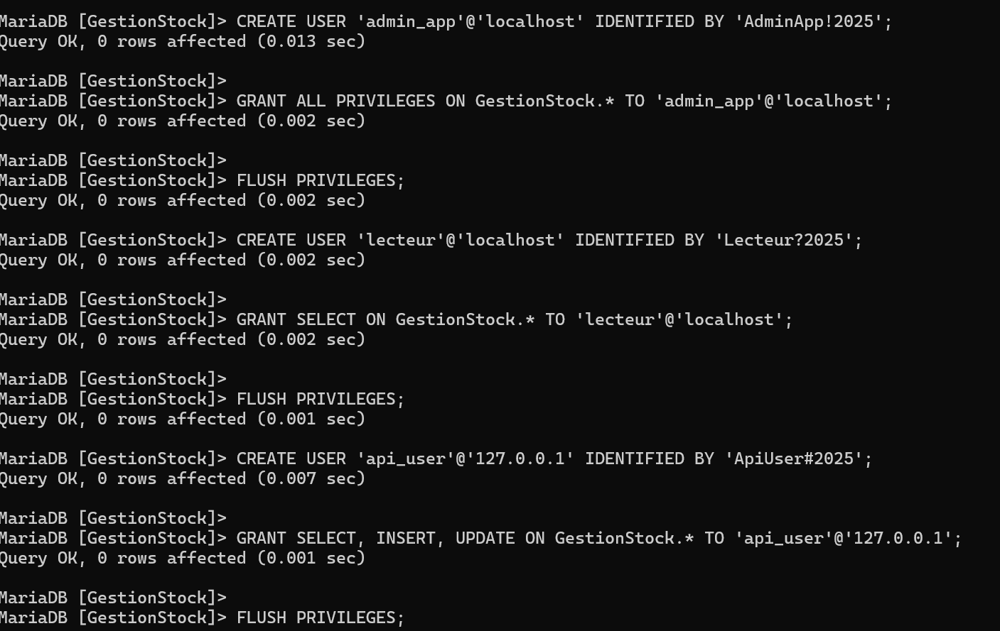 MariaDB [GestionStock]> CREATE USER 'admin_app'@'localhost' IDENTIFIED BY 'AdminApp!2025';
Query OK, 0 rows affected (0.013 sec)
MariaDB [GestionStock]>
MariaDB [GestionStock]> GRANT ALL PRIVILEGES ON GestionStock.* TO 'admin_app'@'localhost';
Query OK, 0 rows affected (0.002 sec)
MariaDB [GestionStock]>
MariaDB [GestionStock]> FLUSH PRIVILEGES;
Query OK, 0 rows affected (0.002 sec)
MariaDB [GestionStock]> CREATE USER 'lecteur'@'localhost' IDENTIFIED BY 'Lecteur?2025';
Query OK, 0 rows affected (0.002 sec)
MariaDB [GestionStock]>
MariaDB [GestionStock]> GRANT SELECT ON GestionStock.* TO 'lecteur'@'localhost';
Query OK, 0 rows affected (0.002 sec)
MariaDB [GestionStock]>
MariaDB [GestionStock]> FLUSH PRIVILEGES;
Query OK, 0 rows affected (0.001 sec)
MariaDB [GestionStock]> CREATE USER 'api_user'@'127.0.0.1' IDENTIFIED BY 'ApiUser#2025';
Query OK, 0 rows affected (0.007 sec)
MariaDB [GestionStock]>
MariaDB [GestionStock]> GRANT SELECT, INSERT, UPDATE ON GestionStock.* TO 'api_user'@'127.0.0.1';
Query OK, 0 rows affected (0.001 sec)
MariaDB [GestionStock]>
MariaDB [GestionStock]> FLUSH PRIVILEGES;